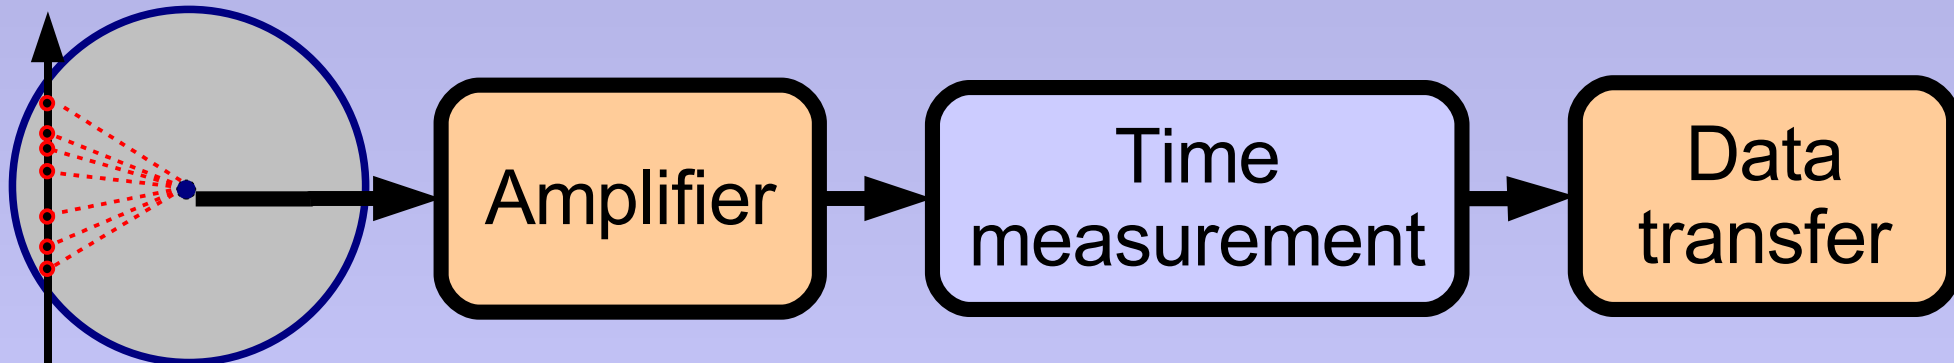 Amplifier
Time
measurement
Data
transfer